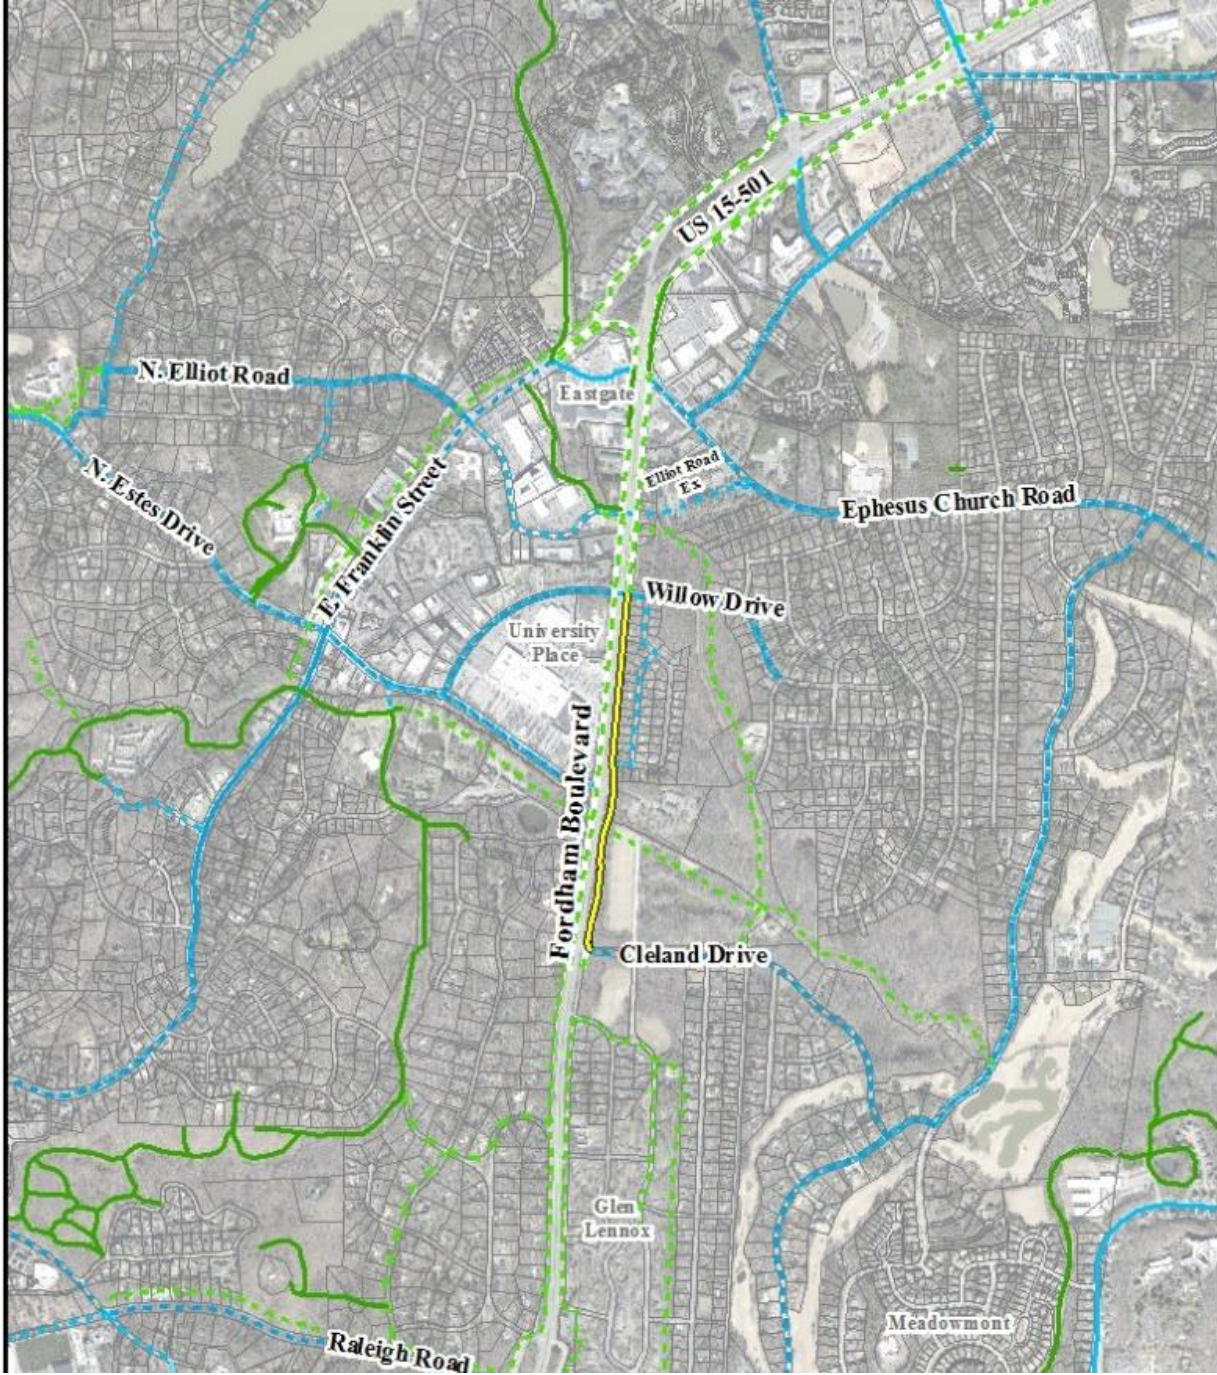 US 15-501
N. Elliot Road
Eastgate
N. Estes Drive
E. Franklin Street
Elliot Road
Ex
Ephesus Church Road
Willow Drive
University
Place
Fordham Boulevard
Cleland Drive
Glen
Lennox
Meadowmont
Raleigh Road